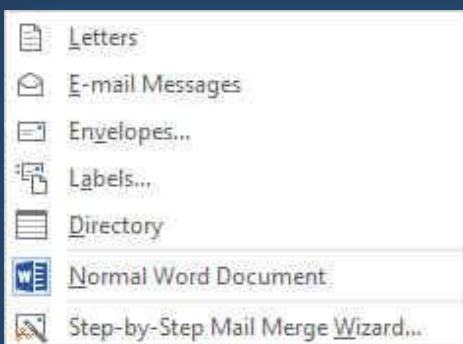 Letters
E-mail Messages
Envelopes...
Labels...
Directory
Normal Word Document
Step-by-Step Mail Merge Wizard...